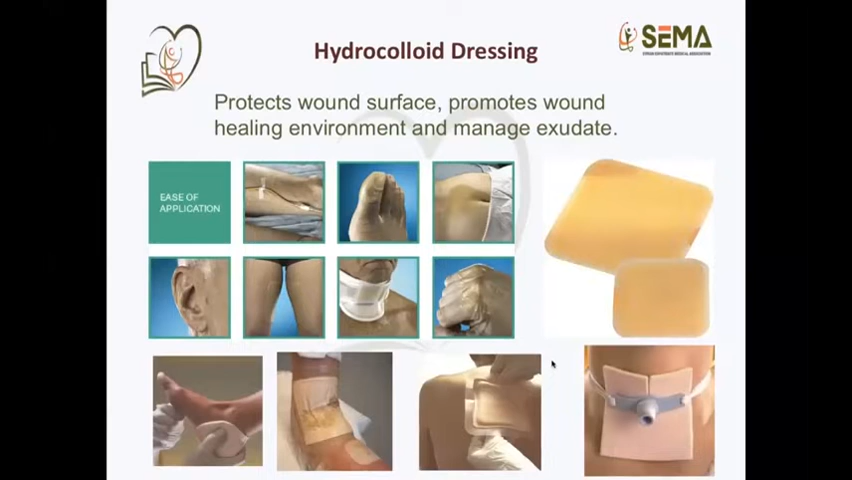 Hydrocolloid Dressing
SEMA
Protects wound surface, promotes wound
healing environment and manage exudate.
EASE OF
APPLICATION